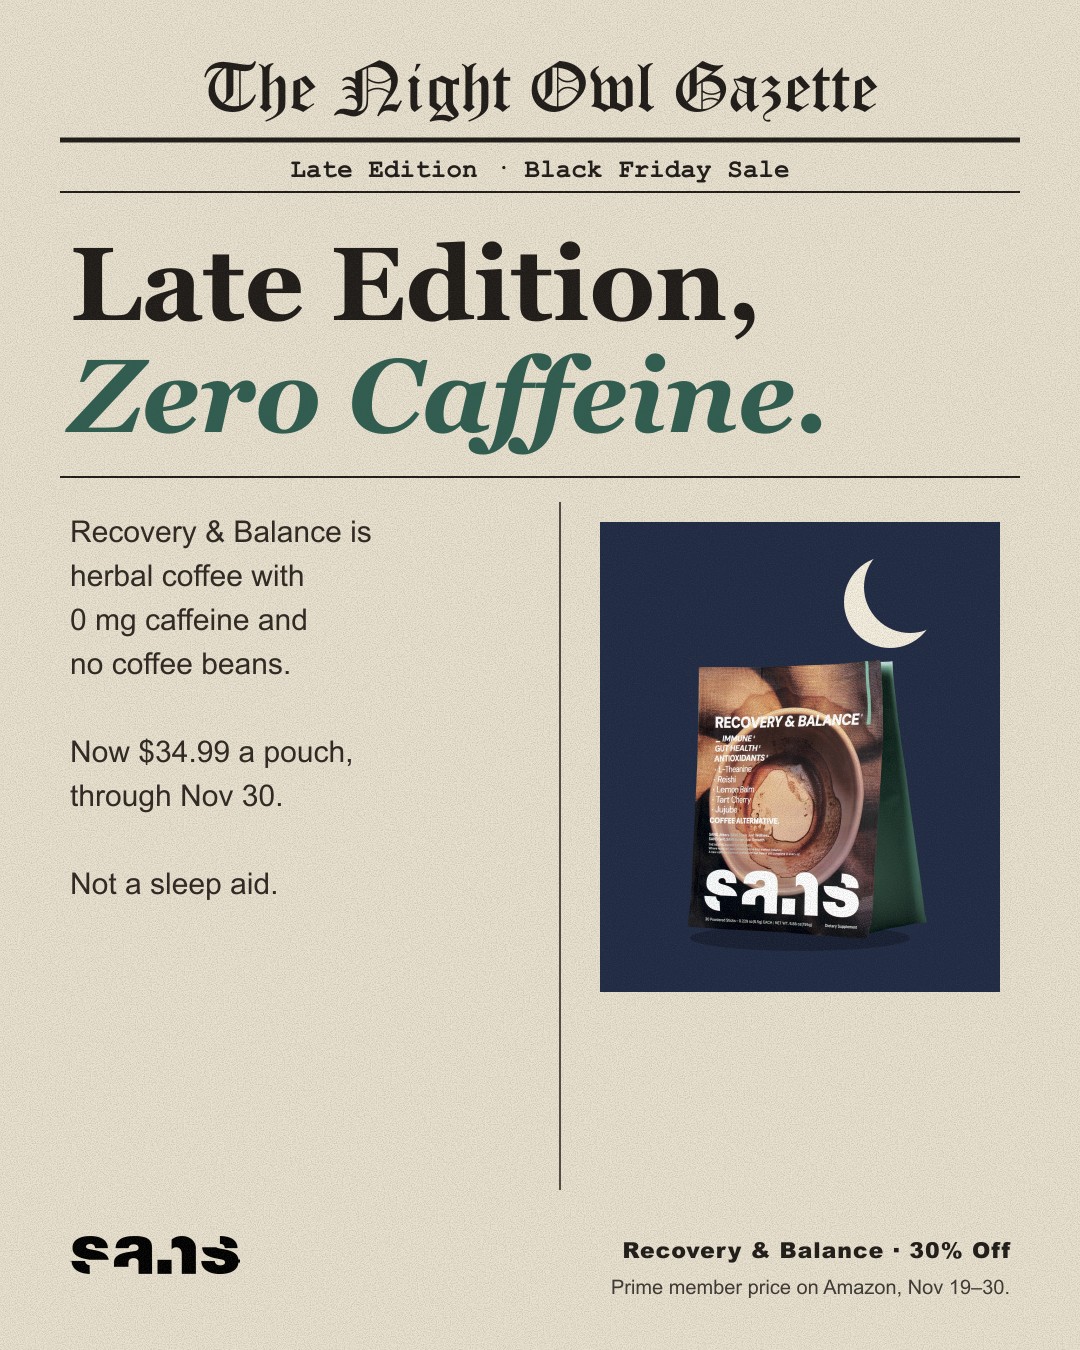 The Night Owl Gazette
Late Edition · Black Friday Sale
Late Edition,
Zero Caffeine.
Recovery & Balance is
herbal coffee with
0 mg caffeine and
no coffee beans.
Now $34.99 a pouch,
through Nov 30.
Not a sleep aid.
RECOVERY & BALANCE
IMMUNE
GUT HEALTH
ANTIOXIDANTS
· L-Theanine
· Reishi
· Lemon Balm
· Tart Cherry
· Jujube
COFFEE ALTERNATIVE.
sans
Dietary Supplement
sans
Recovery & Balance · 30% Off
Prime member price on Amazon, Nov 19–30.